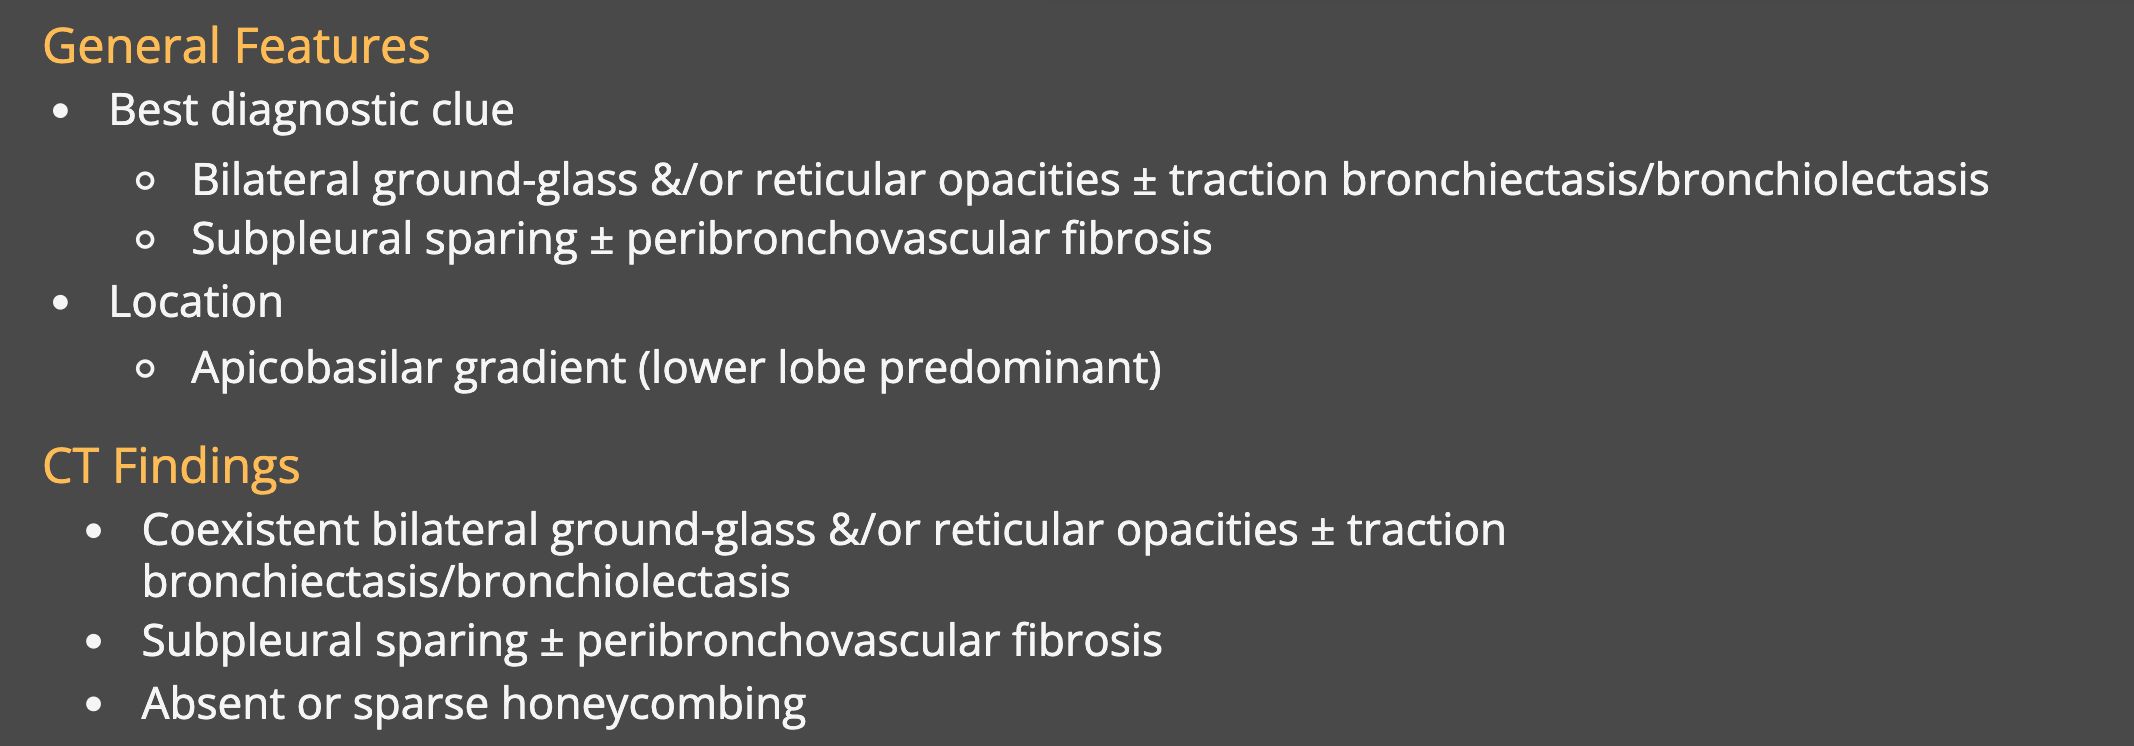 General Features
• Best diagnostic clue
○ Bilateral ground-glass &/or reticular opacities ± traction bronchiectasis/bronchiolectasis
○ Subpleural sparing ± peribronchovascular fibrosis
• Location
○ Apicobasilar gradient (lower lobe predominant)
CT Findings
• Coexistent bilateral ground-glass &/or reticular opacities ± traction
bronchiectasis/bronchiolectasis
• Subpleural sparing ± peribronchovascular fibrosis
• Absent or sparse honeycombing